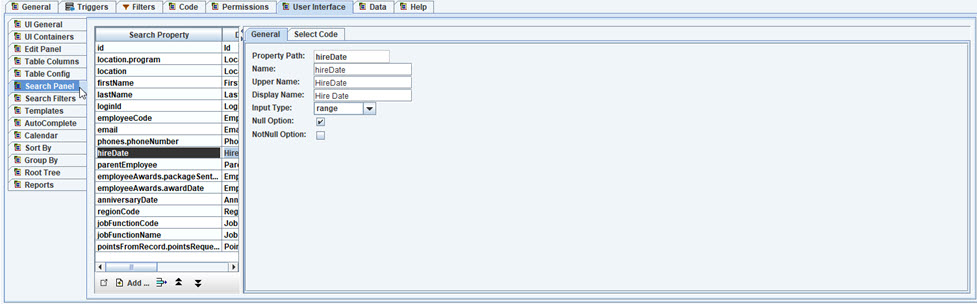 General Triggers Filters Code Permissions User Interface Data Help
UI General
UI Containers
Edit Panel
Table Columns
Table Config
Search Panel
Search Filters
Templates
AutoComplete
Calendar
Sort By
Group By
Root Tree
Reports
Search Property D
id Id
location.program Loc
location Loc
firstName Firs
lastName Las
loginId Log
employeeCode Emp
email Ema
phones.phoneNumber Pho
hireDate Hire
parentEmployee Pare
employeeAwards.packageSent... Emp
employeeAwards.awardDate Emp
anniversaryDate Ann
regionCode Reg
jobFunctionCode Job
jobFunctionName Job
pointsFromRecord.pointsReque... Poin
Add ...
General Select Code
Property Path: hireDate
Name: hireDate
Upper Name: HireDate
Display Name: Hire Date
Input Type: range
Null Option:
NotNull Option: